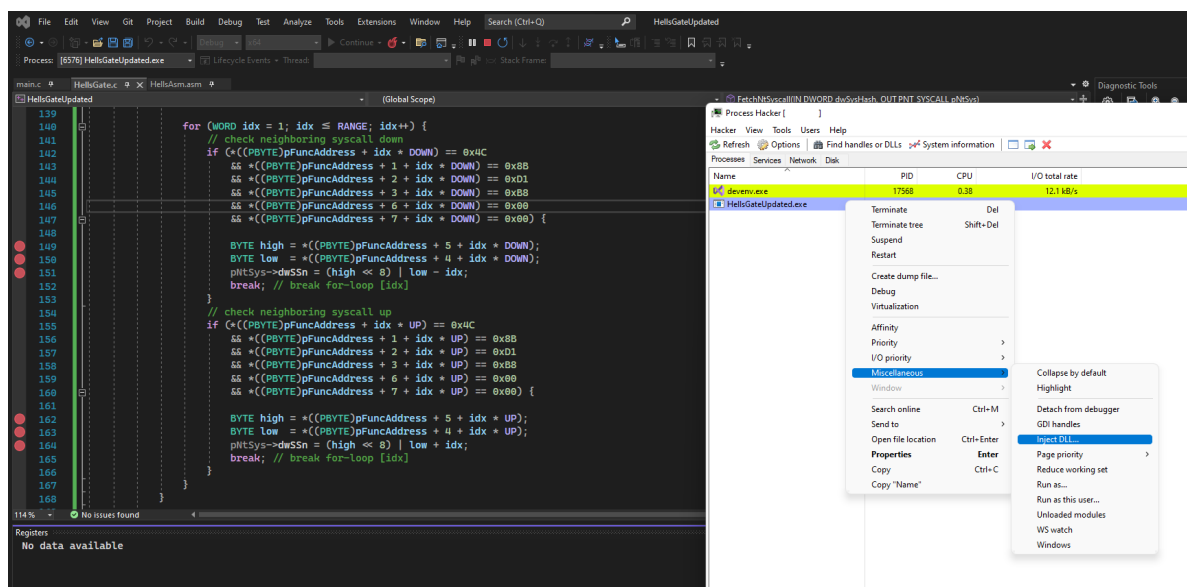 File Edit View Git Project Build Debug Test Analyze Tools Extensions Window Help Search (Ctrl+Q) HellsGateUpdated
Debug x64 Continue
Process: [6576] HellsGateUpdated.exe Lifecycle Events Thread: Stack Frame:
main.c HellsGate.c HellsAsm.asm
HellsGateUpdated (Global Scope) FetchNtSyscall(IN DWORD dwSysHash, OUT PNT_SYSCALL pNtSys)
Diagnostic Tools
139
140 for (WORD idx = 1; idx ≤ RANGE; idx++) {
141 // check neighboring syscall down
142 if (*((PBYTE)pFuncAddress + idx * DOWN) == 0x4C
143 && *((PBYTE)pFuncAddress + 1 + idx * DOWN) == 0x8B
144 && *((PBYTE)pFuncAddress + 2 + idx * DOWN) == 0xD1
145 && *((PBYTE)pFuncAddress + 3 + idx * DOWN) == 0xB8
146 && *((PBYTE)pFuncAddress + 6 + idx * DOWN) == 0x00
147 && *((PBYTE)pFuncAddress + 7 + idx * DOWN) == 0x00) {
148
149 BYTE high = *((PBYTE)pFuncAddress + 5 + idx * DOWN);
150 BYTE low = *((PBYTE)pFuncAddress + 4 + idx * DOWN);
151 pNtSys->dwSSn = (high << 8) | low - idx;
152 break; // break for-loop [idx]
153 }
154 // check neighboring syscall up
155 if (*((PBYTE)pFuncAddress + idx * UP) == 0x4C
156 && *((PBYTE)pFuncAddress + 1 + idx * UP) == 0x8B
157 && *((PBYTE)pFuncAddress + 2 + idx * UP) == 0xD1
158 && *((PBYTE)pFuncAddress + 3 + idx * UP) == 0xB8
159 && *((PBYTE)pFuncAddress + 6 + idx * UP) == 0x00
160 && *((PBYTE)pFuncAddress + 7 + idx * UP) == 0x00) {
161
162 BYTE high = *((PBYTE)pFuncAddress + 5 + idx * UP);
163 BYTE low = *((PBYTE)pFuncAddress + 4 + idx * UP);
164 pNtSys->dwSSn = (high << 8) | low + idx;
165 break; // break for-loop [idx]
166 }
167 }
168 }
114 % No issues found
Registers
No data available
Process Hacker [ ]
Hacker View Tools Users Help
Refresh Options Find handles or DLLs System information
Processes Services Network Disk
Name PID CPU I/O total rate
devenv.exe 17568 0.38 12.1 kB/s
HellsGateUpdated.exe
Terminate Del
Terminate tree Shift+Del
Suspend
Restart
Create dump file...
Debug
Virtualization
Affinity
Priority
I/O priority
Miscellaneous
Window
Search online Ctrl+M
Send to
Open file location Ctrl+Enter
Properties Enter
Copy Ctrl+C
Copy "Name"
Collapse by default
Highlight
Detach from debugger
GDI handles
Inject DLL...
Page priority
Reduce working set
Run as...
Run as this user...
Unloaded modules
WS watch
Windows